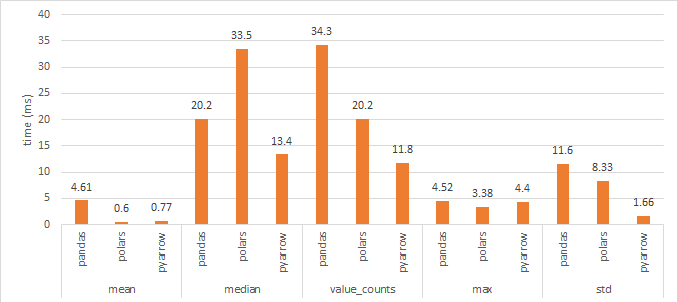 40
35
30
25
20
15
10
5
0
time (ms)
4.61
0.6
0.77
20.2
33.5
13.4
34.3
20.2
11.8
4.52
3.38
4.4
11.6
8.33
1.66
pandas
polars
pyarrow
pandas
polars
pyarrow
pandas
polars
pyarrow
pandas
polars
pyarrow
pandas
polars
pyarrow
mean
median
value_counts
max
std